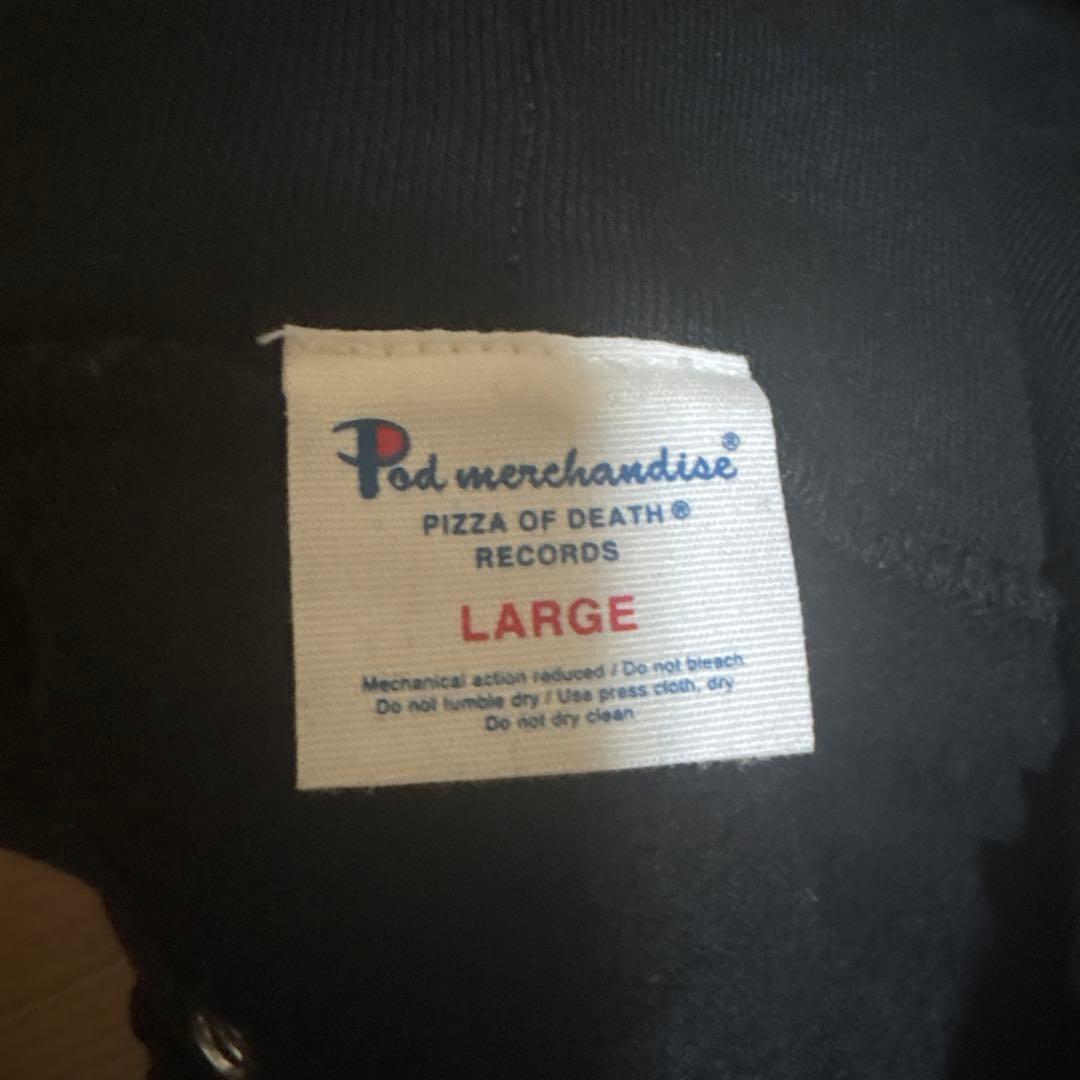 Pod merchandise®
PIZZA OF DEATH®
RECORDS
LARGE
Mechanical action reduced / Do not bleach
Do not tumble dry / Use press cloth, dry
Do not dry clean